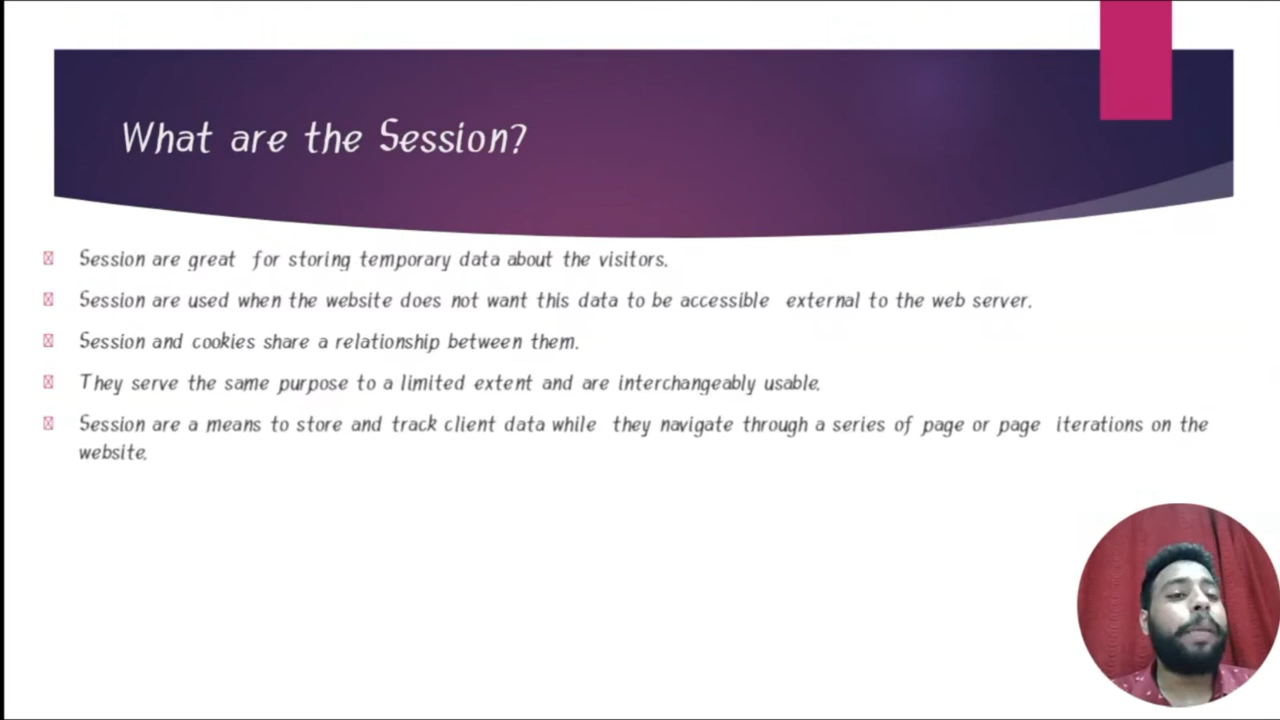 What are the Session?
Session are great for storing temporary data about the visitors.
Session are used when the website does not want this data to be accessible external to the web server.
Session and cookies share a relationship between them.
They serve the same purpose to a limited extent and are interchangeably usable.
Session are a means to store and track client data while they navigate through a series of page or page iterations on the
website.